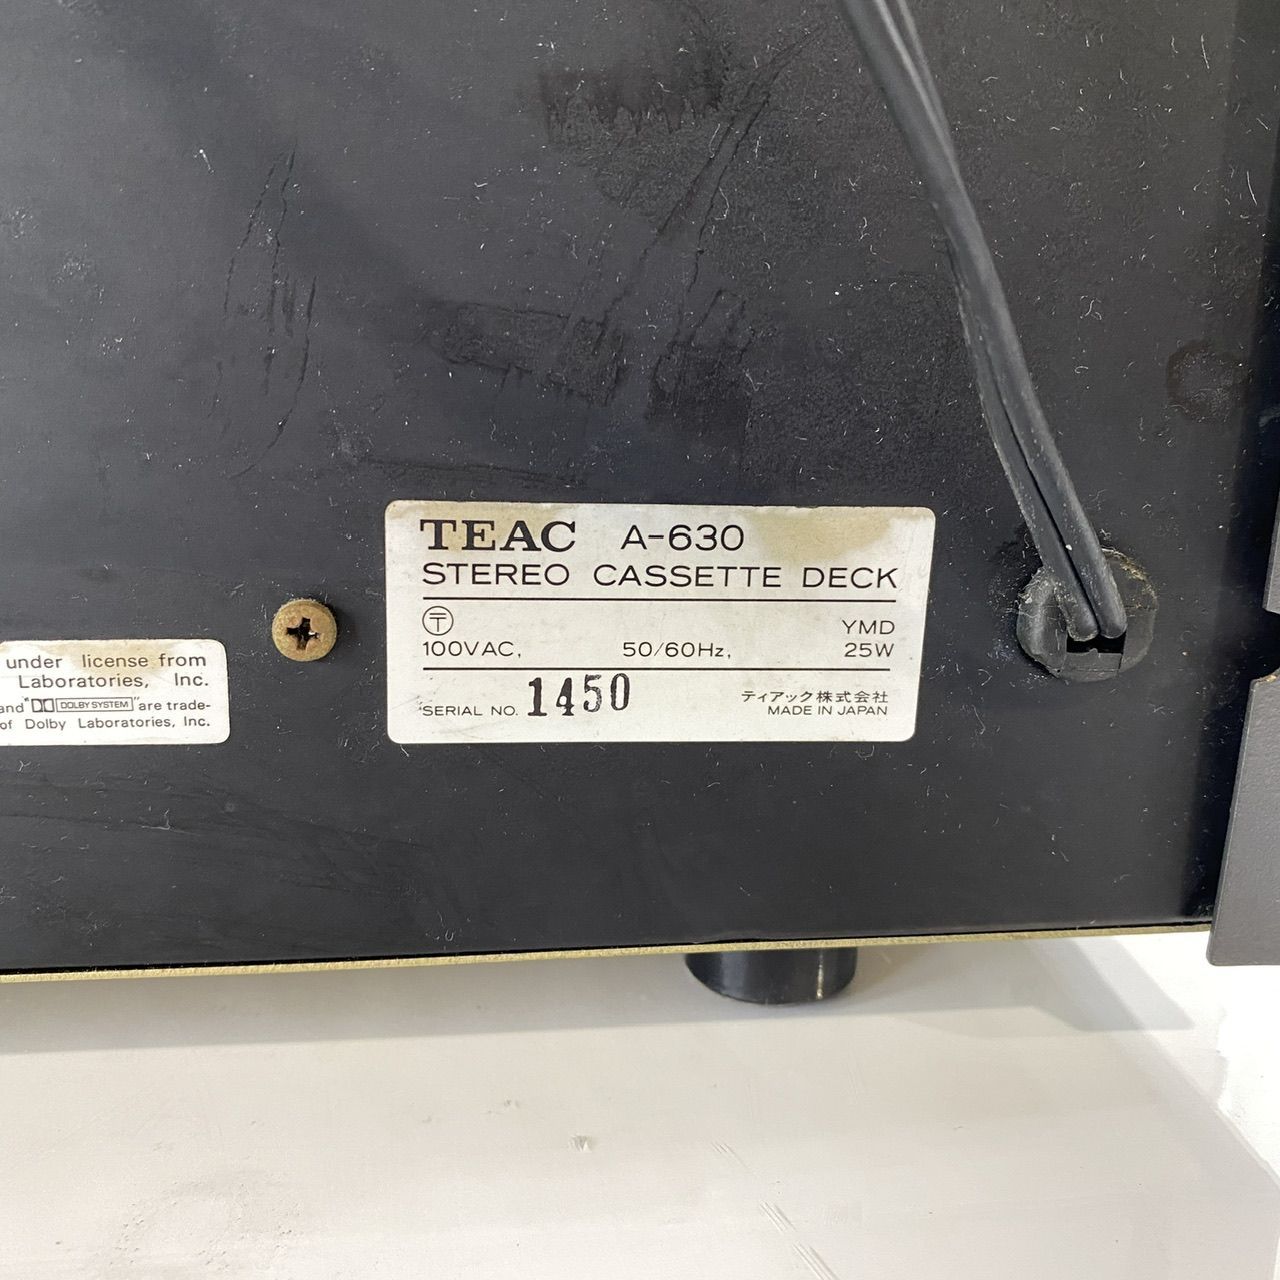 TEAC A-630
STEREO CASSETTE DECK
〒 YMD
100VAC, 50/60Hz, 25W
SERIAL NO. 1450 ティアック株式会社
MADE IN JAPAN
under license from
Laboratories, Inc.
and "DOLBY SYSTEM" are trade-
of Dolby Laboratories, Inc.